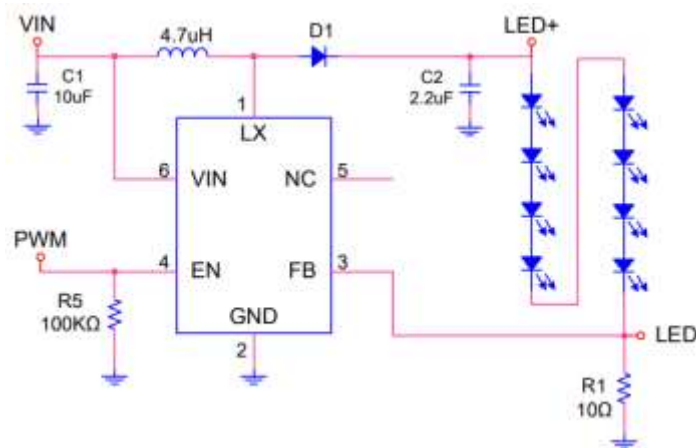 VIN
4.7uH
D1
LED+
C1
10uF
C2
2.2uF
1
LX
6
VIN
NC
5
PWM
4
EN
FB
3
R5
100KΩ
GND
2
LED
R1
10Ω